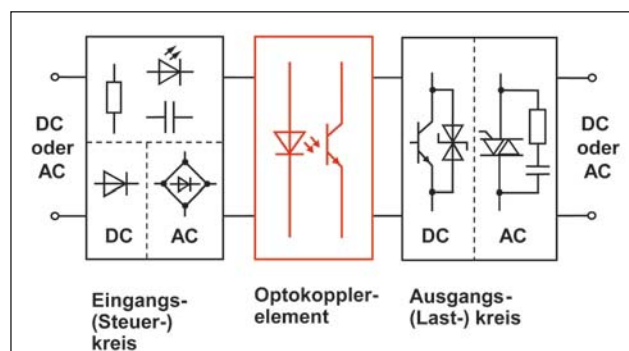 DC
oder
AC
DC
AC
DC
AC
DC
oder
AC
Eingangs-
(Steuer-)
kreis
Optokoppler-
element
Ausgangs-
(Last-) kreis